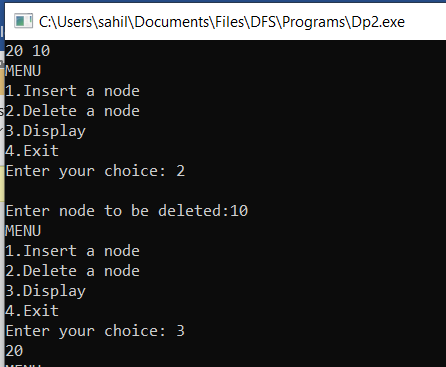 C:\Users\sahil\Documents\Files\DFS\Programs\Dp2.exe
20 10
MENU
1.Insert a node
2.Delete a node
3.Display
4.Exit
Enter your choice: 2
Enter node to be deleted:10
MENU
1.Insert a node
2.Delete a node
3.Display
4.Exit
Enter your choice: 3
20
MENU